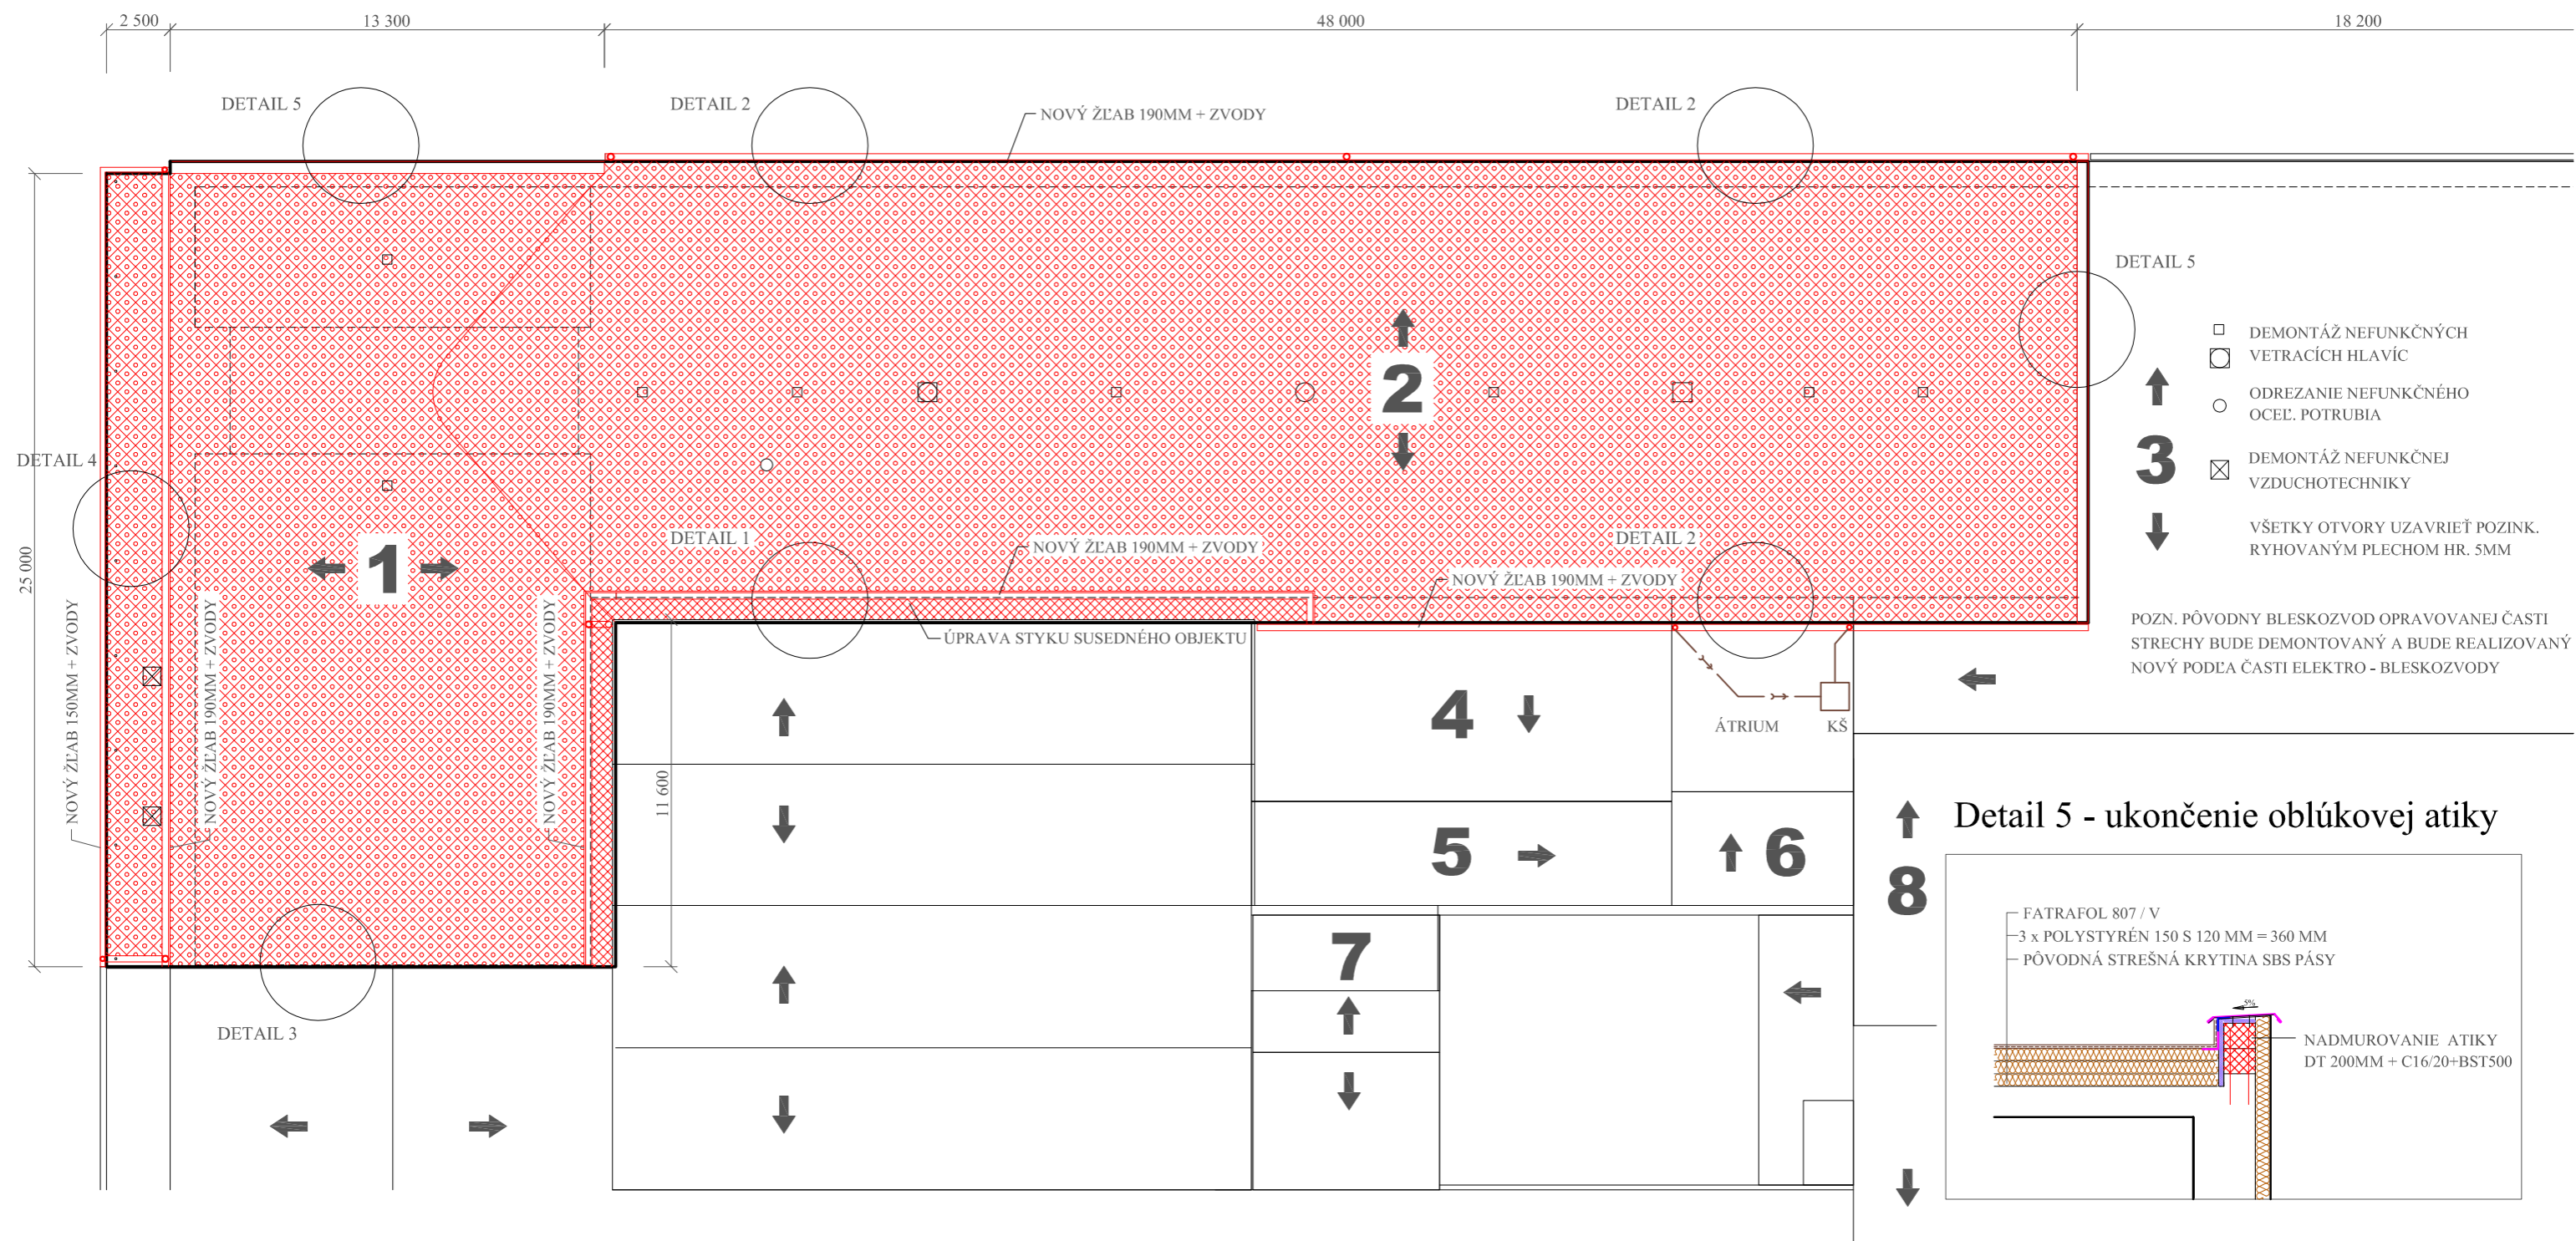 2 500
13 300
48 000
18 200
DETAIL 5
DETAIL 2
NOVÝ ŽĽAB 190MM + ZVODY
DETAIL 2
DETAIL 5
DEMONTÁŽ NEFUNKČNÝCH
VETRACÍCH HLAVÍC
ODREZANIE NEFUNKČNÉHO
OCEĽ. POTRUBIA
DEMONTÁŽ NEFUNKČNEJ
VZDUCHOTECHNIKY
VŠETKY OTVORY UZAVRIEŤ POZINK.
RYHOVANÝM PLECHOM HR. 5MM
2
3
DETAIL 4
25 000
1
DETAIL 1
NOVÝ ŽĽAB 190MM + ZVODY
DETAIL 2
NOVÝ ŽĽAB 190MM + ZVODY
ÚPRAVA STYKU SUSEDNÉHO OBJEKTU
POZN. PÔVODNY BLESKOZVOD OPRAVOVANEJ ČASTI
STRECHY BUDE DEMONTOVANÝ A BUDE REALIZOVANÝ
NOVÝ PODĽA ČASTI ELEKTRO - BLESKOZVODY
NOVÝ ŽĽAB 150MM + ZVODY
NOVÝ ŽĽAB 190MM + ZVODY
NOVÝ ŽĽAB 190MM + ZVODY
11 600
4
ÁTRIUM
KŠ
5
6
8
7
DETAIL 3
Detail 5 - ukončenie oblúkovej atiky
FATRAFOL 807 / V
3 x POLYSTYRÉN 150 S 120 MM = 360 MM
PÔVODNÁ STREŠNÁ KRYTINA SBS PÁSY
5%
NADMUROVANIE ATIKY
DT 200MM + C16/20+BST500